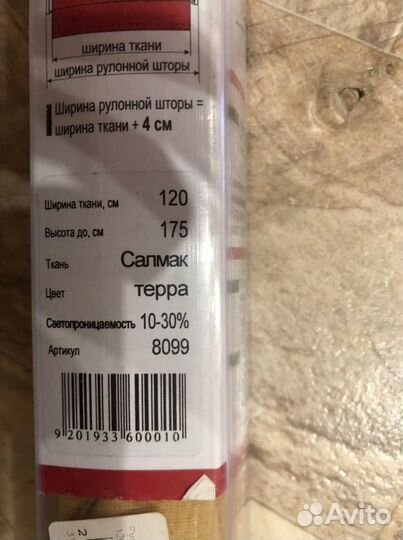 ширина ткани
ширина рулонной шторы
Ширина рулонной шторы =
ширина ткани + 4 см
Ширина ткани, см 120
Высота до, см 175
Ткань Салмак
Цвет терра
Светопроницаемость 10-30%
Артикул 8099
9 201933 600010
Avito